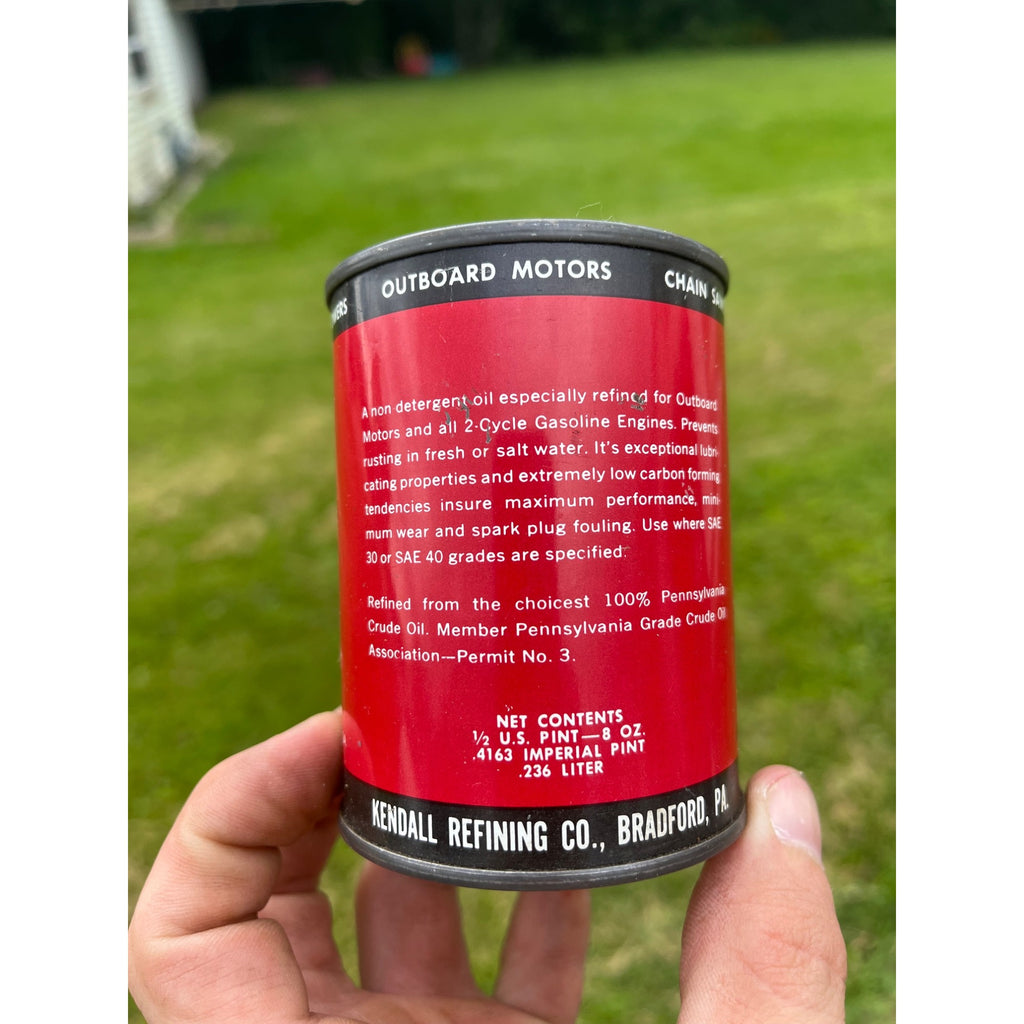 OUTBOARD MOTORS CHAIN
A non-detergent oil especially refined for Outboard
Motors and all 2-Cycle Gasoline Engines. Prevents
rusting in fresh or salt water. It's exceptional lubri-
cating properties and extremely low carbon forming
tendencies insure maximum performance, mini-
mum wear and spark plug fouling. Use where SAE
30 or SAE 40 grades are specified.
Refined from the choicest 100% Pennsylvania
Crude Oil. Member Pennsylvania Grade Crude Oil
Association—Permit No. 3.
NET CONTENTS
½ U.S. PINT—8 OZ.
.4163 IMPERIAL PINT
.236 LITER
KENDALL REFINING CO., BRADFORD, PA.